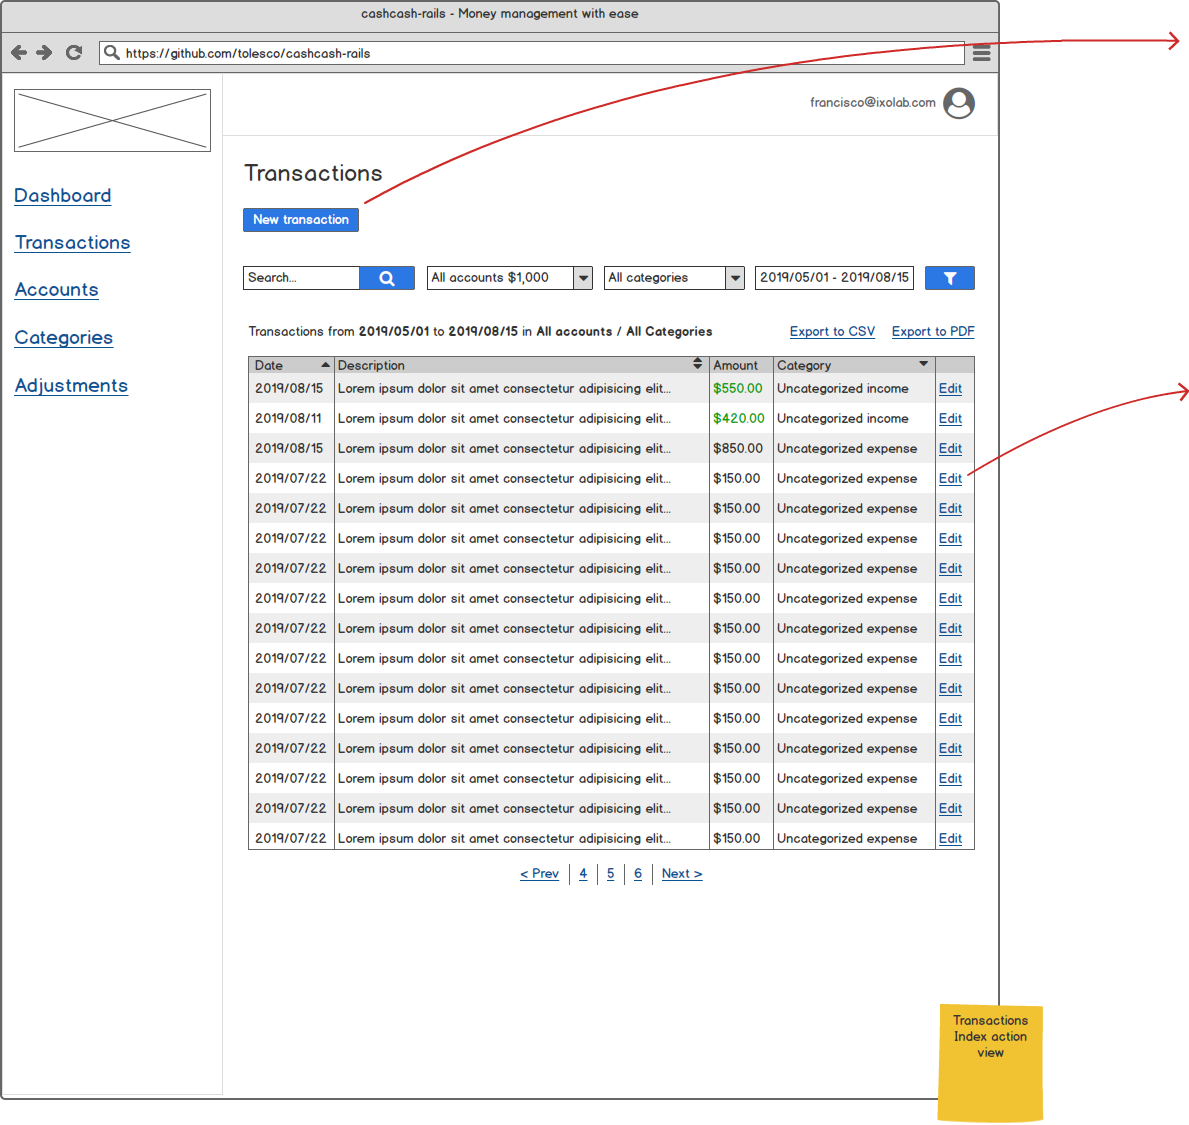 cashcash-rails - Money management with ease
https://github.com/tolesco/cashcash-rails
francisco@ixolab.com
Dashboard
Transactions
Accounts
Categories
Adjustments
Transactions
New transaction
Search... All accounts $1,000 All categories 2019/05/01 - 2019/08/15
Transactions from 2019/05/01 to 2019/08/15 in All accounts / All Categories Export to CSV Export to PDF
Date Description Amount Category
2019/08/15 Lorem ipsum dolor sit amet consectetur adipisicing elit... $550.00 Uncategorized income Edit
2019/08/11 Lorem ipsum dolor sit amet consectetur adipisicing elit... $420.00 Uncategorized income Edit
2019/08/15 Lorem ipsum dolor sit amet consectetur adipisicing elit... $850.00 Uncategorized expense Edit
2019/07/22 Lorem ipsum dolor sit amet consectetur adipisicing elit... $150.00 Uncategorized expense Edit
2019/07/22 Lorem ipsum dolor sit amet consectetur adipisicing elit... $150.00 Uncategorized expense Edit
2019/07/22 Lorem ipsum dolor sit amet consectetur adipisicing elit... $150.00 Uncategorized expense Edit
2019/07/22 Lorem ipsum dolor sit amet consectetur adipisicing elit... $150.00 Uncategorized expense Edit
2019/07/22 Lorem ipsum dolor sit amet consectetur adipisicing elit... $150.00 Uncategorized expense Edit
2019/07/22 Lorem ipsum dolor sit amet consectetur adipisicing elit... $150.00 Uncategorized expense Edit
2019/07/22 Lorem ipsum dolor sit amet consectetur adipisicing elit... $150.00 Uncategorized expense Edit
2019/07/22 Lorem ipsum dolor sit amet consectetur adipisicing elit... $150.00 Uncategorized expense Edit
2019/07/22 Lorem ipsum dolor sit amet consectetur adipisicing elit... $150.00 Uncategorized expense Edit
2019/07/22 Lorem ipsum dolor sit amet consectetur adipisicing elit... $150.00 Uncategorized expense Edit
2019/07/22 Lorem ipsum dolor sit amet consectetur adipisicing elit... $150.00 Uncategorized expense Edit
2019/07/22 Lorem ipsum dolor sit amet consectetur adipisicing elit... $150.00 Uncategorized expense Edit
2019/07/22 Lorem ipsum dolor sit amet consectetur adipisicing elit... $150.00 Uncategorized expense Edit
< Prev 4 5 6 Next >
Transactions
Index action
view